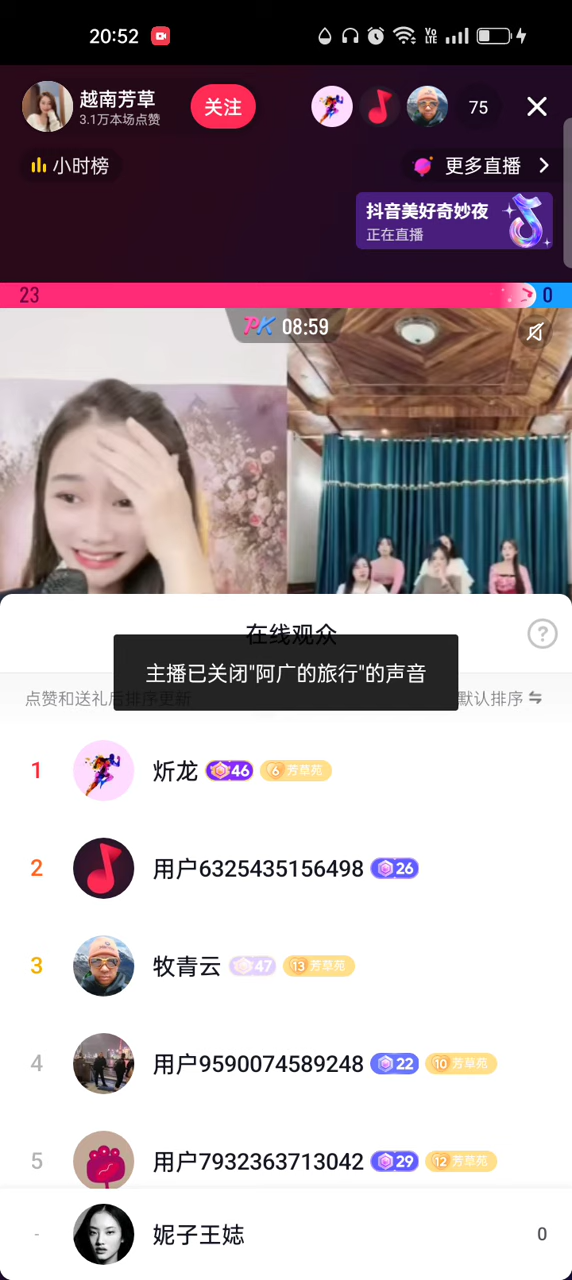 20:52
Vo LTE
越南芳草
3.1万本场点赞
关注
75
小时榜
更多直播
抖音美好奇妙夜
正在直播
23
0
PK 08:59
在线观众
?
主播已关闭"阿广的旅行"的声音
点赞和送礼后排序更新
默认排序
1 炘龙 46 6 芳草苑
2 用户6325435156498 26
3 牧青云 47 13 芳草苑
4 用户9590074589248 22 10 芳草苑
5 用户7932363713042 29 12 芳草苑
- 妮子王娡 0